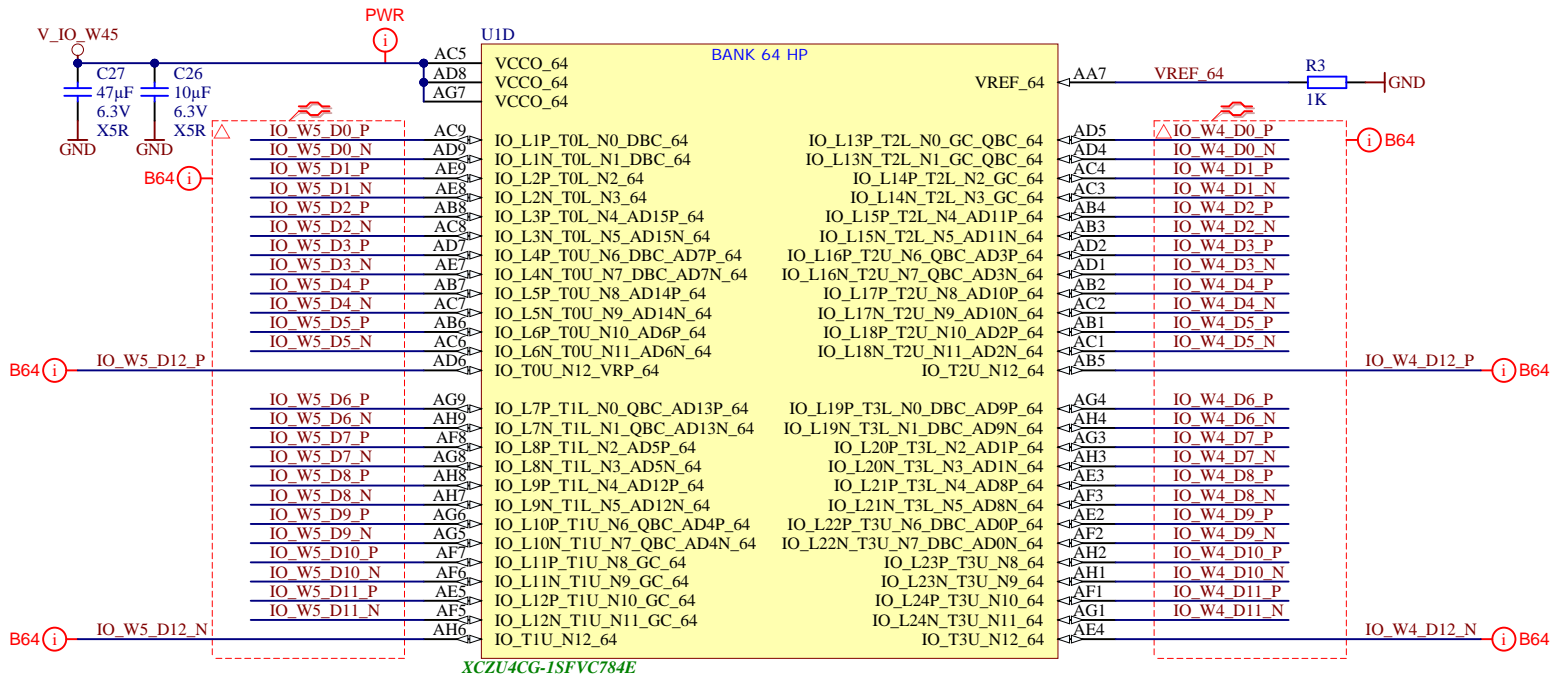 PWR
i
V_IO_W45
C27
47µF
6.3V
X5R
GND
C26
10µF
6.3V
X5R
GND
U1D
BANK 64 HP
AC5 VCCO_64
AD8 VCCO_64
AG7 VCCO_64
VREF_64 AA7 VREF_64
R3
1K
GND
B64 i
i B64
IO_W5_D0_P AC9 IO_L1P_T0L_N0_DBC_64
IO_W5_D0_N AD9 IO_L1N_T0L_N1_DBC_64
IO_W5_D1_P AE9 IO_L2P_T0L_N2_64
IO_W5_D1_N AE8 IO_L2N_T0L_N3_64
IO_W5_D2_P AB8 IO_L3P_T0L_N4_AD15P_64
IO_W5_D2_N AC8 IO_L3N_T0L_N5_AD15N_64
IO_W5_D3_P AD7 IO_L4P_T0U_N6_DBC_AD7P_64
IO_W5_D3_N AE7 IO_L4N_T0U_N7_DBC_AD7N_64
IO_W5_D4_P AB7 IO_L5P_T0U_N8_AD14P_64
IO_W5_D4_N AC7 IO_L5N_T0U_N9_AD14N_64
IO_W5_D5_P AB6 IO_L6P_T0U_N10_AD6P_64
IO_W5_D5_N AC6 IO_L6N_T0U_N11_AD6N_64
B64 i IO_W5_D12_P AD6 IO_T0U_N12_VRP_64
IO_W5_D6_P AG9 IO_L7P_T1L_N0_QBC_AD13P_64
IO_W5_D6_N AH9 IO_L7N_T1L_N1_QBC_AD13N_64
IO_W5_D7_P AF8 IO_L8P_T1L_N2_AD5P_64
IO_W5_D7_N AG8 IO_L8N_T1L_N3_AD5N_64
IO_W5_D8_P AH8 IO_L9P_T1L_N4_AD12P_64
IO_W5_D8_N AH7 IO_L9N_T1L_N5_AD12N_64
IO_W5_D9_P AG6 IO_L10P_T1U_N6_QBC_AD4P_64
IO_W5_D9_N AG5 IO_L10N_T1U_N7_QBC_AD4N_64
IO_W5_D10_P AF7 IO_L11P_T1U_N8_GC_64
IO_W5_D10_N AF6 IO_L11N_T1U_N9_GC_64
IO_W5_D11_P AE5 IO_L12P_T1U_N10_GC_64
IO_W5_D11_N AF5 IO_L12N_T1U_N11_GC_64
B64 i IO_W5_D12_N AH6 IO_T1U_N12_64
IO_L13P_T2L_N0_GC_QBC_64 AD5 IO_W4_D0_P
IO_L13N_T2L_N1_GC_QBC_64 AD4 IO_W4_D0_N
IO_L14P_T2L_N2_GC_64 AC4 IO_W4_D1_P
IO_L14N_T2L_N3_GC_64 AC3 IO_W4_D1_N
IO_L15P_T2L_N4_AD11P_64 AB4 IO_W4_D2_P
IO_L15N_T2L_N5_AD11N_64 AB3 IO_W4_D2_N
IO_L16P_T2U_N6_QBC_AD3P_64 AD2 IO_W4_D3_P
IO_L16N_T2U_N7_QBC_AD3N_64 AD1 IO_W4_D3_N
IO_L17P_T2U_N8_AD10P_64 AB2 IO_W4_D4_P
IO_L17N_T2U_N9_AD10N_64 AC2 IO_W4_D4_N
IO_L18P_T2U_N10_AD2P_64 AB1 IO_W4_D5_P
IO_L18N_T2U_N11_AD2N_64 AC1 IO_W4_D5_N
IO_T2U_N12_64 AB5 IO_W4_D12_P i B64
IO_L19P_T3L_N0_DBC_AD9P_64 AG4 IO_W4_D6_P
IO_L19N_T3L_N1_DBC_AD9N_64 AH4 IO_W4_D6_N
IO_L20P_T3L_N2_AD1P_64 AG3 IO_W4_D7_P
IO_L20N_T3L_N3_AD1N_64 AH3 IO_W4_D7_N
IO_L21P_T3L_N4_AD8P_64 AE3 IO_W4_D8_P
IO_L21N_T3L_N5_AD8N_64 AF3 IO_W4_D8_N
IO_L22P_T3U_N6_DBC_AD0P_64 AE2 IO_W4_D9_P
IO_L22N_T3U_N7_DBC_AD0N_64 AF2 IO_W4_D9_N
IO_L23P_T3U_N8_64 AH2 IO_W4_D10_P
IO_L23N_T3U_N9_64 AH1 IO_W4_D10_N
IO_L24P_T3U_N10_64 AF1 IO_W4_D11_P
IO_L24N_T3U_N11_64 AG1 IO_W4_D11_N
IO_T3U_N12_64 AE4 IO_W4_D12_N i B64
XCZU4CG-1SFVC784E